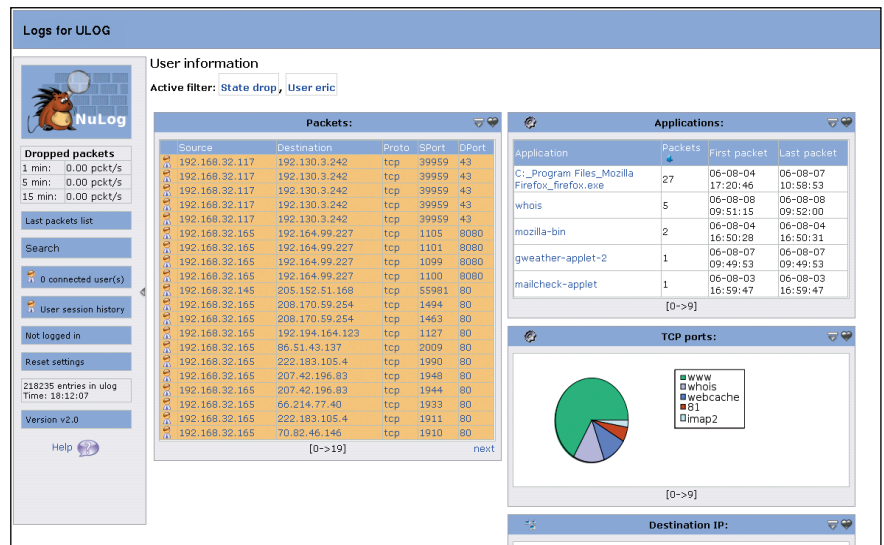 Logs for ULOG
NuLog
Dropped packets
1 min: 0.00 pckt/s
5 min: 0.00 pckt/s
15 min: 0.00 pckt/s
Last packets list
Search
0 connected user(s)
User session history
Not logged in
Reset settings
218235 entries in ulog
Time: 18:12:07
Version v2.0
Help ?
User information
Active filter: State drop, User eric
Packets:
Source Destination Proto SPort DPort
192.168.32.117 192.130.3.242 tcp 39959 43
192.168.32.117 192.130.3.242 tcp 39959 43
192.168.32.117 192.130.3.242 tcp 39959 43
192.168.32.117 192.130.3.242 tcp 39959 43
192.168.32.117 192.130.3.242 tcp 39959 43
192.168.32.165 192.164.99.227 tcp 1105 8080
192.168.32.165 192.164.99.227 tcp 1101 8080
192.168.32.165 192.164.99.227 tcp 1099 8080
192.168.32.165 192.164.99.227 tcp 1100 8080
192.168.32.145 205.152.51.168 tcp 55981 80
192.168.32.165 208.170.59.254 tcp 1494 80
192.168.32.165 208.170.59.254 tcp 1463 80
192.168.32.165 192.194.164.123 tcp 1127 80
192.168.32.165 86.51.43.137 tcp 2009 80
192.168.32.165 222.183.105.4 tcp 1990 80
192.168.32.165 207.42.196.83 tcp 1948 80
192.168.32.165 207.42.196.83 tcp 1944 80
192.168.32.165 66.214.77.40 tcp 1933 80
192.168.32.165 222.183.105.4 tcp 1911 80
192.168.32.165 70.82.46.146 tcp 1910 80
[0->19] next
Applications:
Application Packets First packet Last packet
C:_Program Files_Mozilla Firefox_firefox.exe 27 06-08-04 17:20:46 06-08-07 10:58:53
whois 5 06-08-08 09:51:15 06-08-08 09:52:00
mozilla-bin 2 06-08-04 16:50:28 06-08-04 16:50:31
gweather-applet-2 1 06-08-07 09:49:53 06-08-07 09:49:53
mailcheck-applet 1 06-08-03 16:59:47 06-08-03 16:59:47
[0->9]
TCP ports:
www
whois
webcache
81
imap2
[0->9]
Destination IP: